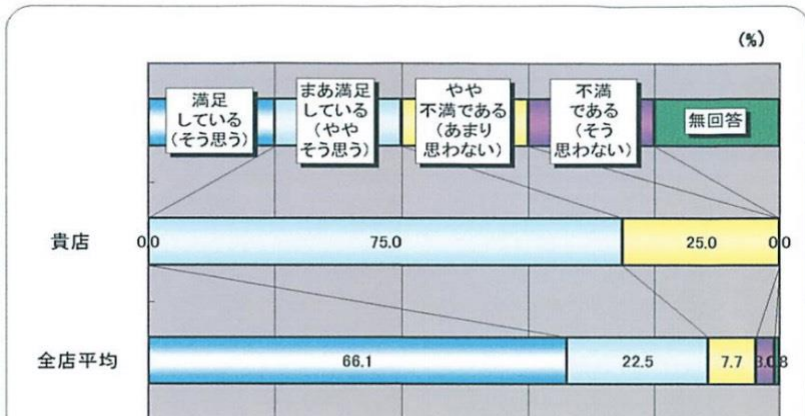 (%)
満足
している
(そう思う)
まあ満足
している
(やや
そう思う)
やや
不満である
(あまり
思わない)
不満
である
(そう
思わない)
無回答
貴店
0.0
75.0
25.0
0.0
全店平均
66.1
22.5
7.7